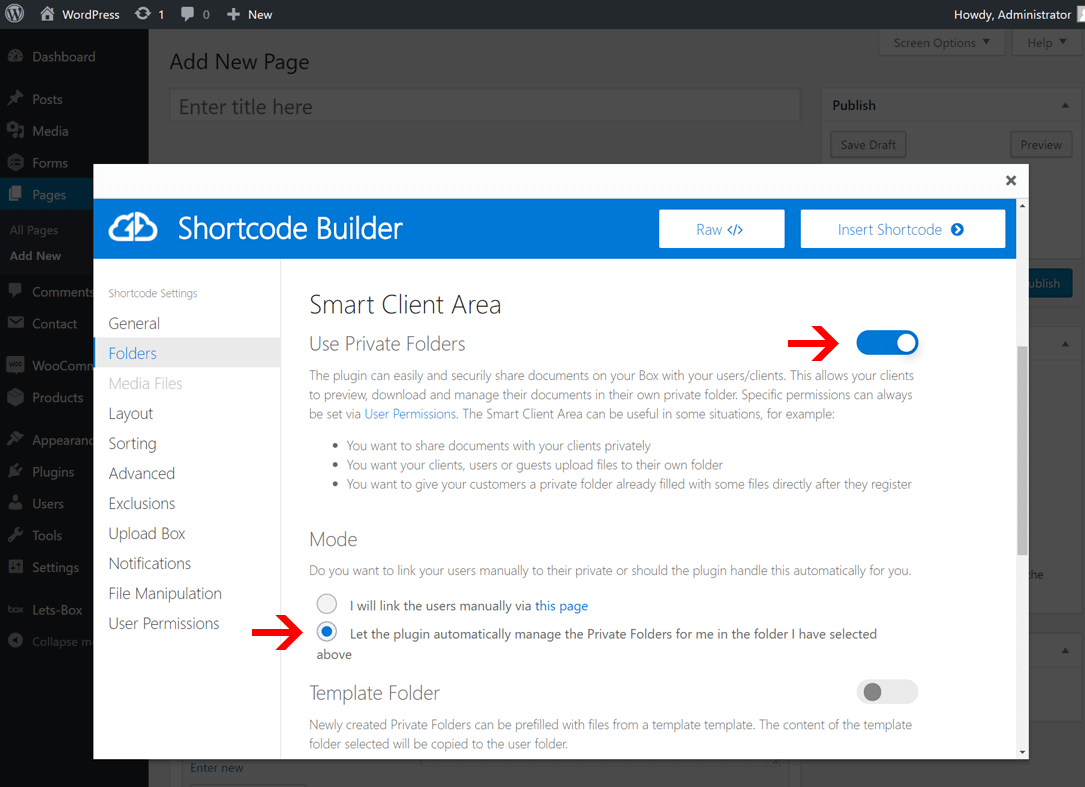 WordPress 1 0 New Howdy, Administrator
Screen Options Help
Dashboard
Posts
Media
Forms
Pages
All Pages
Add New
Comments
Contact
WooComm
Products
Appearanc
Plugins
Users
Tools
Settings
box Lets-Box
Collapse m
Add New Page
Enter title here
Publish
Save Draft
Preview
ublish
the
Enter new
Shortcode Builder
Raw </>
Insert Shortcode
Shortcode Settings
General
Folders
Media Files
Layout
Sorting
Advanced
Exclusions
Upload Box
Notifications
File Manipulation
User Permissions
Smart Client Area
Use Private Folders
The plugin can easily and securily share documents on your Box with your users/clients. This allows your clients
to preview, download and manage their documents in their own private folder. Specific permissions can always
be set via User Permissions. The Smart Client Area can be useful in some situations, for example:
• You want to share documents with your clients privately
• You want your clients, users or guests upload files to their own folder
• You want to give your customers a private folder already filled with some files directly after they register
Mode
Do you want to link your users manually to their private or should the plugin handle this automatically for you.
I will link the users manually via this page
Let the plugin automatically manage the Private Folders for me in the folder I have selected
above
Template Folder
Newly created Private Folders can be prefilled with files from a template template. The content of the template
folder selected will be copied to the user folder.